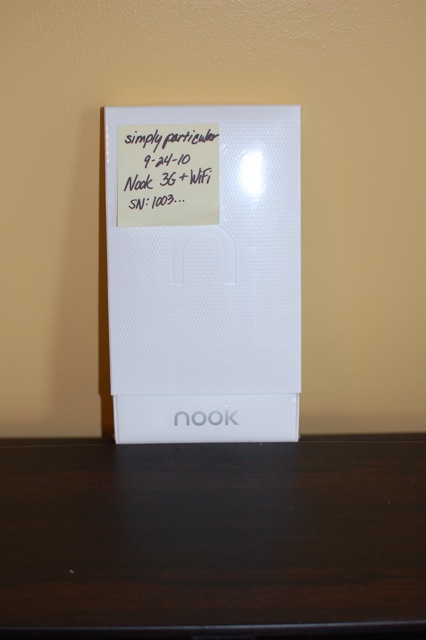 simply particular
9-24-10
Nook 3G + WiFi
SN: 1003...
n
nook